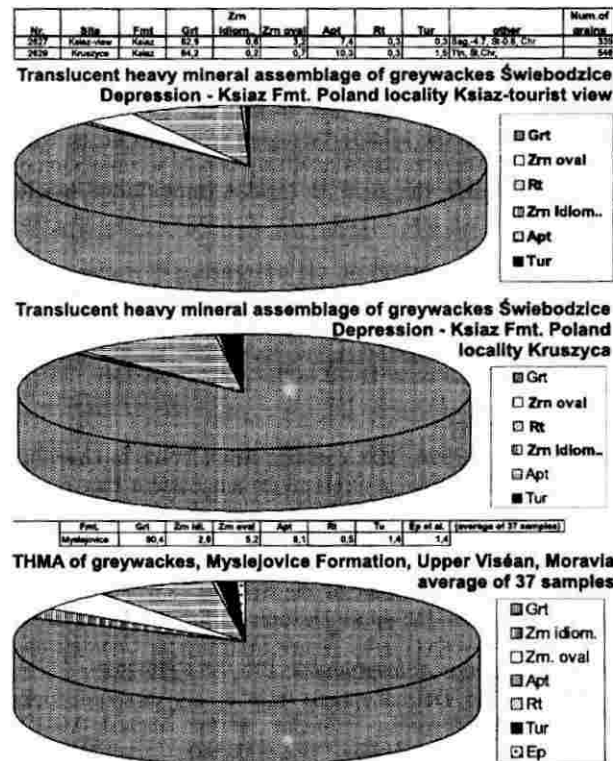 Zrn
Num. of
Nr. Site Fmt Grt Idiom.. Zrn oval Apt Rt Tur other grains
2627 Ksiaz-view Ksiaz 82,9 0,6 3,2 7,4 0,3 0,3 Chr
2629 Kruszyca Ksiaz 84,2 0,2 0,7 10,3 0,3 St,Chr,
Translucent heavy mineral assemblage of greywackes Świebodzice
Depression - Ksiaz Fmt. Poland locality Ksiaz-tourist view
Grt
Zrn oval
Rt
Zrn idiom..
Apt
Tur
Translucent heavy mineral assemblage of greywackes Świebodzice
Depression - Ksiaz Fmt. Poland
locality Kruszyca
Grt
Zrn oval
Rt
Zrn Idiom..
Apt
Tur
Fmt. Grt Zrn idi. Zrn oval Apt Rt Tu Ep et al. (average of 37 samples)
Myslejovice 80,4 5,2 8,1 0,5 1,4 1,4
THMA of greywackes, Myslejovice Formation, Upper Viséan, Moravia
average of 37 samples
Grt
Zrn idiom.
Zrn. oval
Apt
Rt
Tur
Ep